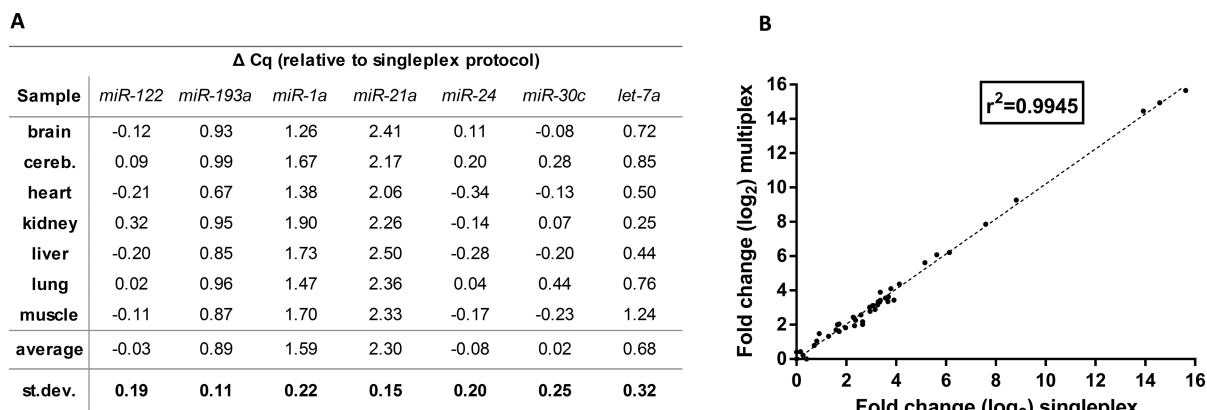 A
Δ Cq (relative to singleplex protocol)
Sample miR-122 miR-193a miR-1a miR-21a miR-24 miR-30c let-7a
brain -0.12 0.93 1.26 2.41 0.11 -0.08 0.72
cereb. 0.09 0.99 1.67 2.17 0.20 0.28 0.85
heart -0.21 0.67 1.38 2.06 -0.34 -0.13 0.50
kidney 0.32 0.95 1.90 2.26 -0.14 0.07 0.25
liver -0.20 0.85 1.73 2.50 -0.28 -0.20 0.44
lung 0.02 0.96 1.47 2.36 0.04 0.44 0.76
muscle -0.11 0.87 1.70 2.33 -0.17 -0.23 1.24
average -0.03 0.89 1.59 2.30 -0.08 0.02 0.68
st.dev. 0.19 0.11 0.22 0.15 0.20 0.25 0.32
B
Fold change (log₂) multiplex
16
14
12
10
8
6
4
2
0
r²=0.9945
0 2 4 6 8 10 12 14 16
Fold change (log₂) singleplex